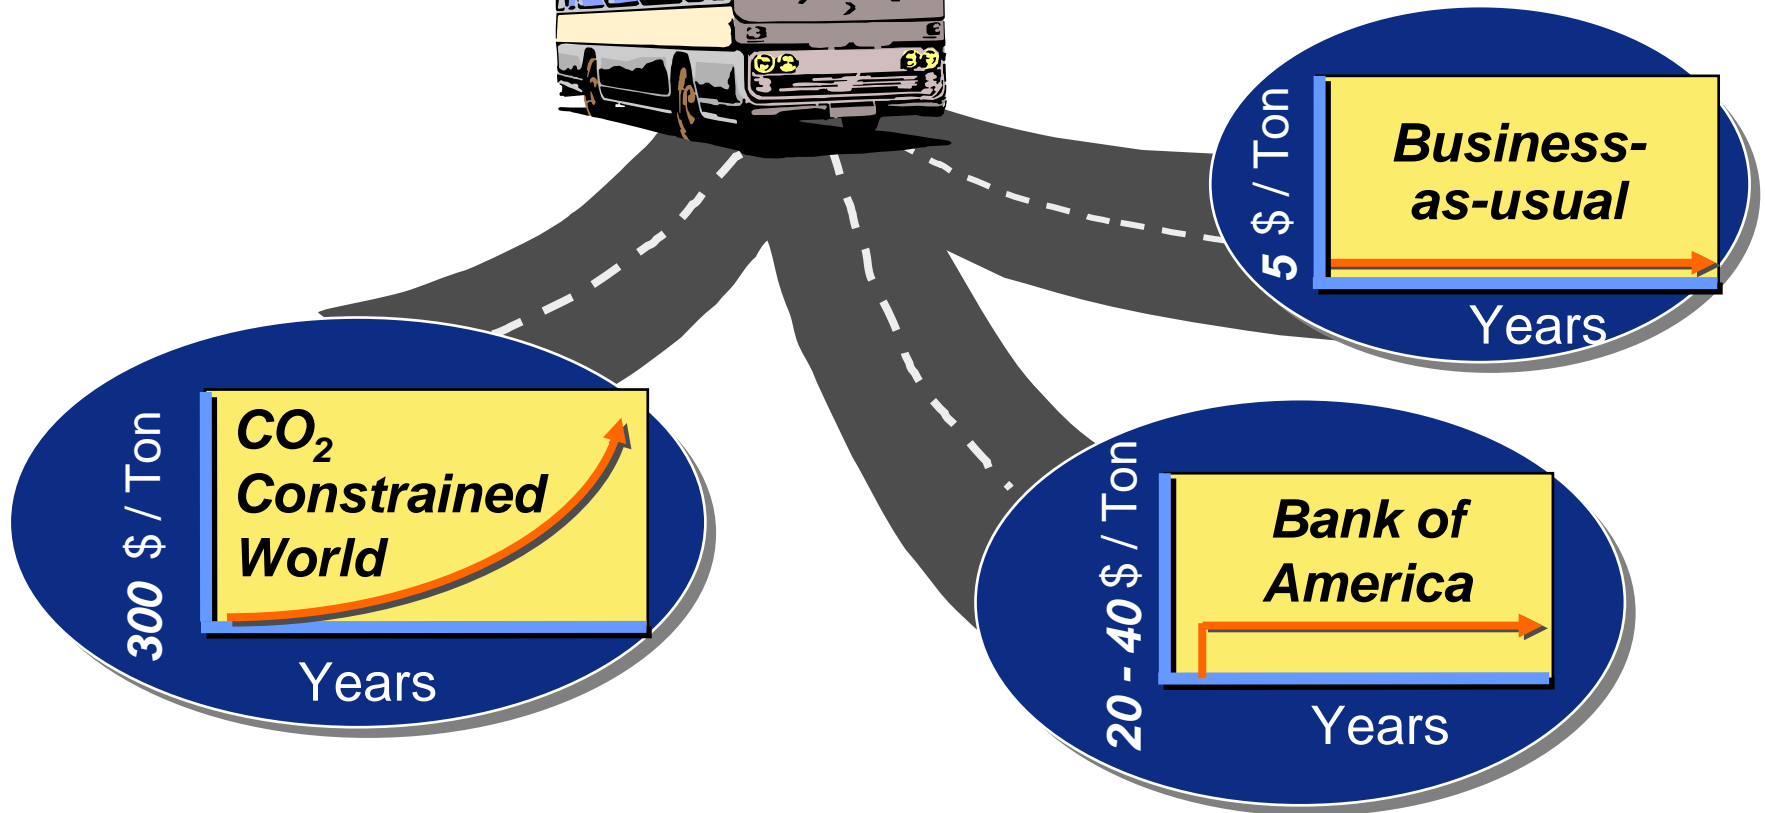 5 $ / Ton
Business-
as-usual
Years
300 $ / Ton
CO₂
Constrained
World
Years
20 - 40 $ / Ton
Bank of
America
Years